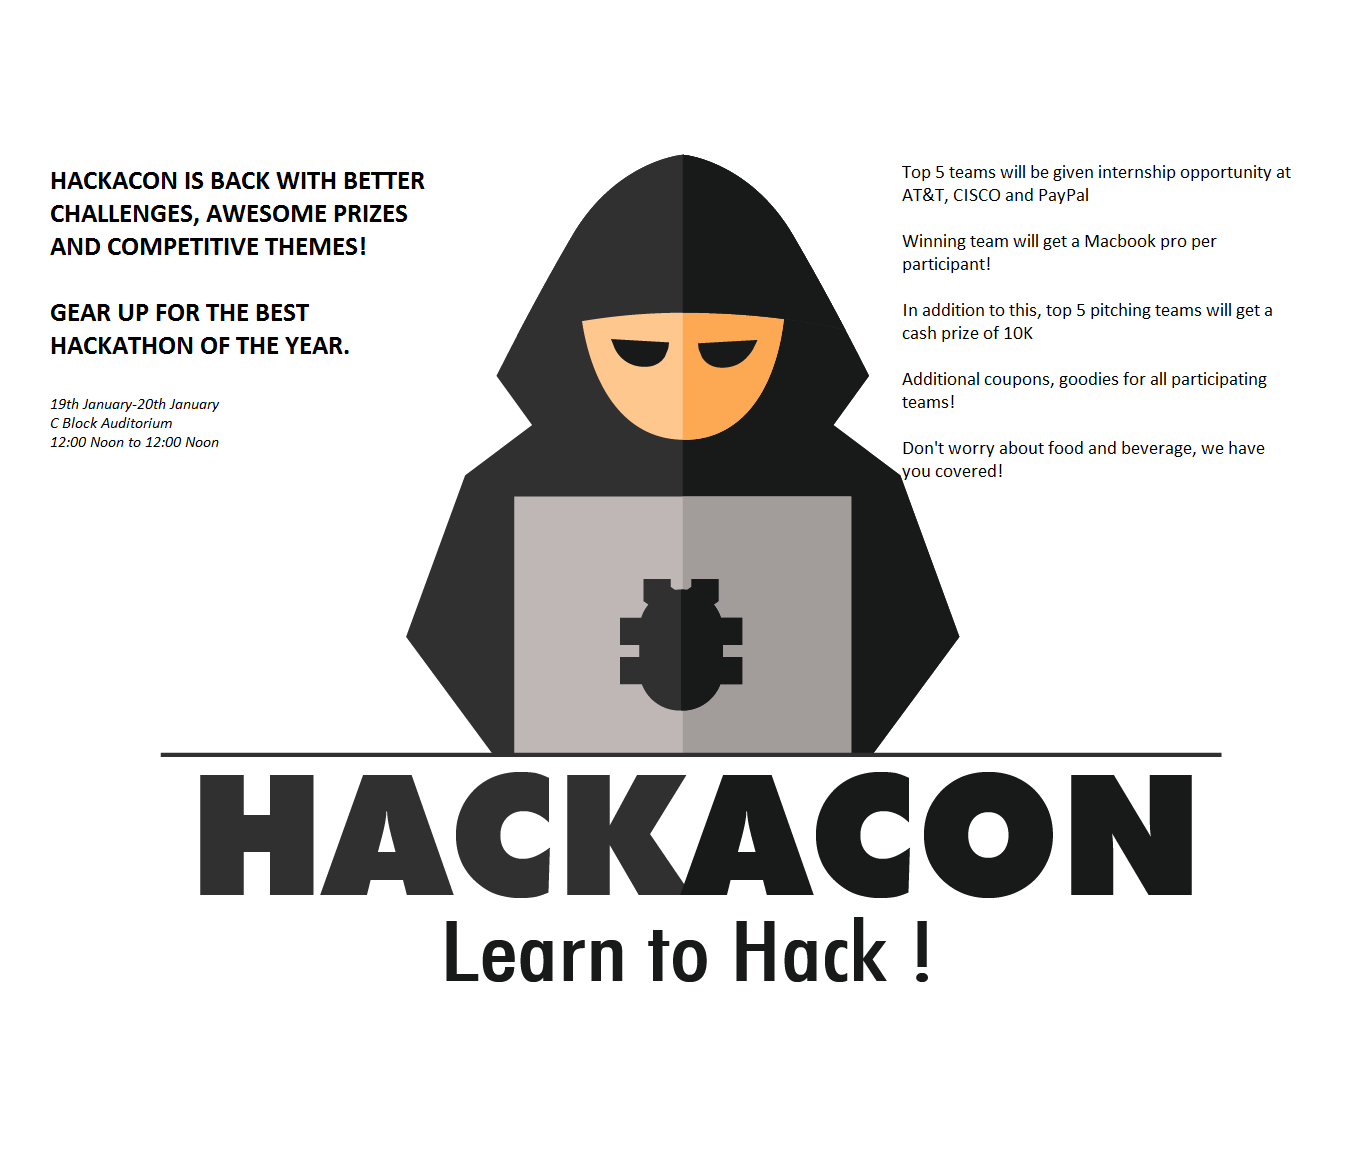 HACKACON IS BACK WITH BETTER
CHALLENGES, AWESOME PRIZES
AND COMPETITIVE THEMES!
GEAR UP FOR THE BEST
HACKATHON OF THE YEAR.
19th January-20th January
C Block Auditorium
12:00 Noon to 12:00 Noon
Top 5 teams will be given internship opportunity at
AT&T, CISCO and PayPal
Winning team will get a Macbook pro per
participant!
In addition to this, top 5 pitching teams will get a
cash prize of 10K
Additional coupons, goodies for all participating
teams!
Don't worry about food and beverage, we have
you covered!
HACKACON
Learn to Hack !